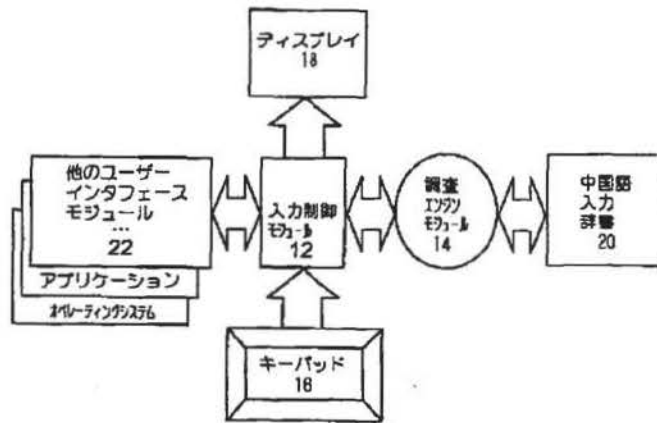 ディスプレイ
18
他のユーザー
インタフェース
モジュール
…
22
アプリケーション
オペレーティングシステム
入力制御
モジュール
12
調査
エンジン
モジュール
14
中国語
入力
辞書
20
キーパッド
16